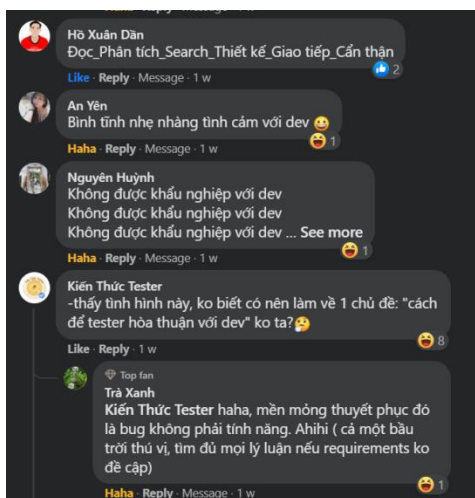 Haha · Reply · Message · 1 w
Hồ Xuân Dần
Đọc_Phân tích_Search_Thiết kế_Giao tiếp_Cẩn thận
2
Like · Reply · Message · 1 w
An Yên
Bình tĩnh nhẹ nhàng tình cảm với dev 😀
1
Haha · Reply · Message · 1 w
Nguyên Huỳnh
Không được khẩu nghiệp với dev
Không được khẩu nghiệp với dev
Không được khẩu nghiệp với dev ... See more
1
Haha · Reply · Message · 1 w
Kiến Thức Tester
-thấy tình hình này, ko biết có nên làm về 1 chủ đề: "cách
để tester hòa thuận với dev" ko ta?🤔
8
Like · Reply · 1 w
Top fan
Trà Xanh
Kiến Thức Tester haha, mền mỏng thuyết phục đó
là bug không phải tính năng. Ahihi ( cả một bầu
trời thú vị, tìm đủ mọi lý luận nếu requirements ko
đề cập)
1
Haha · Reply · Message · 1 w